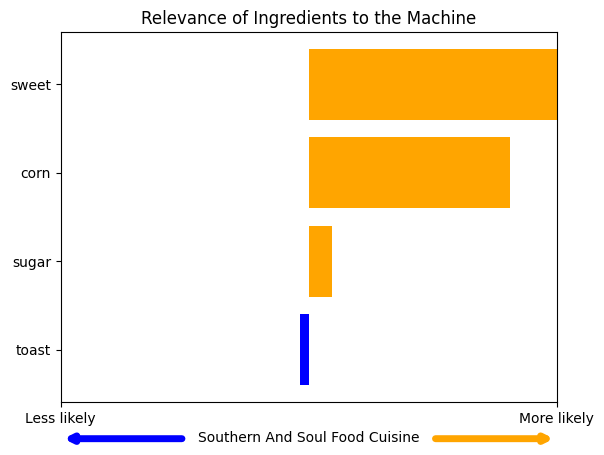 Relevance of Ingredients to the Machine
sweet
corn
sugar
toast
Less likely
More likely
Southern And Soul Food Cuisine